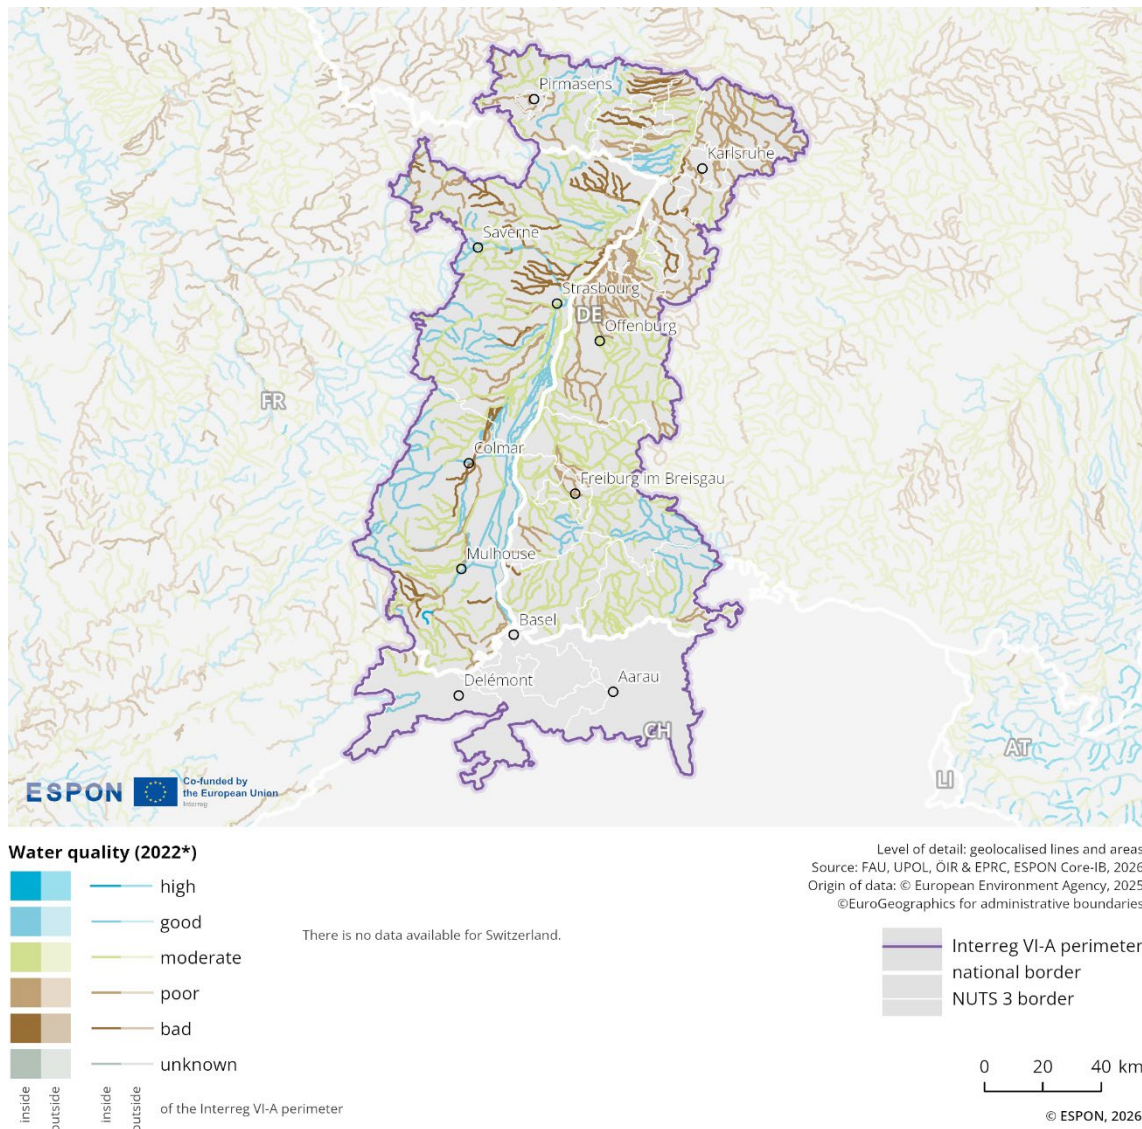 Pirmasens
Karlsruhe
Saverne
Strasbourg
DE
Offenburg
FR
Colmar
Freiburg im Breisgau
Mulhouse
Basel
Delémont
Aarau
CH
AT
LI
ESPON
Co-funded by
the European Union
Interreg
Water quality (2022*)
high
good
moderate
poor
bad
unknown
inside
outside
inside
outside
of the Interreg VI-A perimeter
There is no data available for Switzerland.
Level of detail: geolocalised lines and areas
Source: FAU, UPOL, ÖIR & EPRC, ESPON Core-IB, 2026
Origin of data: © European Environment Agency, 2025
©EuroGeographics for administrative boundaries
Interreg VI-A perimeter
national border
NUTS 3 border
0 20 40 km
© ESPON, 2026